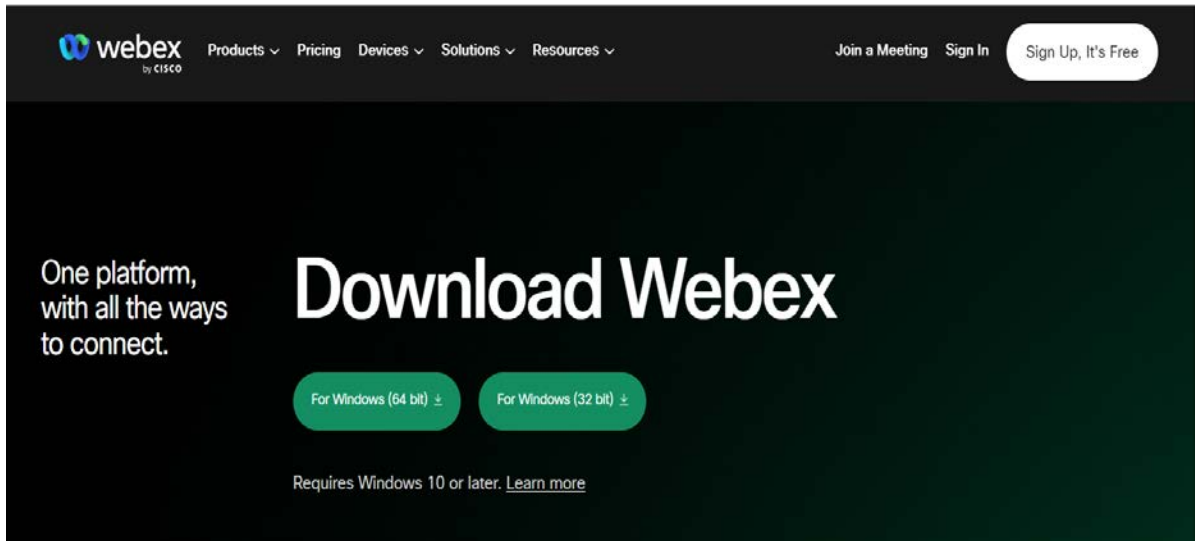 webex
by CISCO
Products Pricing Devices Solutions Resources Join a Meeting Sign In Sign Up, It's Free
One platform,
with all the ways
to connect.
Download Webex
For Windows (64 bit) For Windows (32 bit)
Requires Windows 10 or later. Learn more